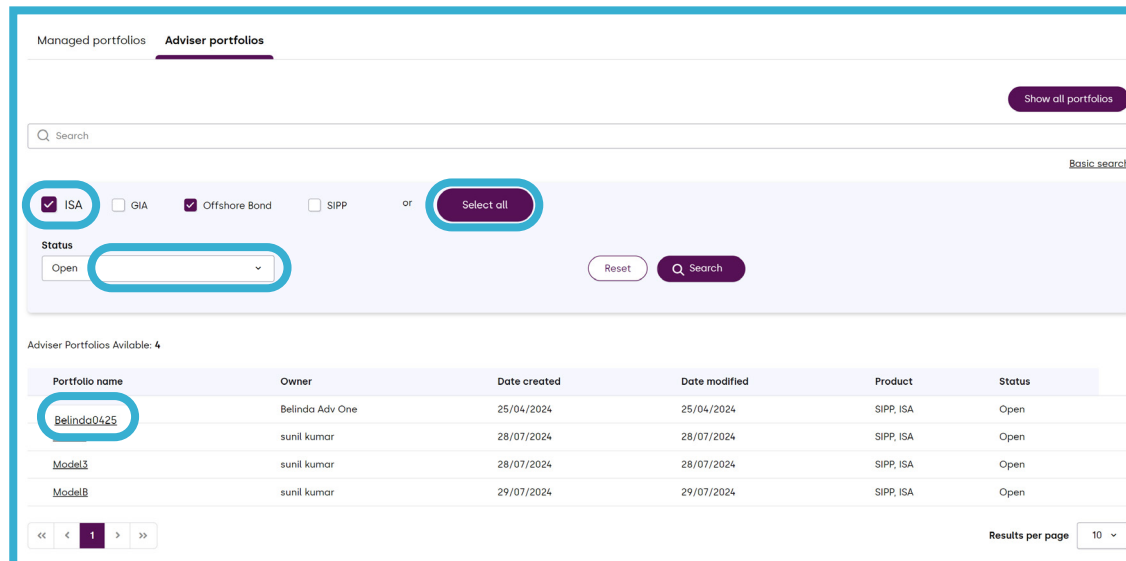 Managed portfolios Adviser portfolios
Show all portfolios
Search
Basic search
ISA GIA Offshore Bond SIPP or Select all
Status
Open Reset Search
Adviser Portfolios Avilable: 4
Portfolio name Owner Date created Date modified Product Status
Belinda0425 Belinda Adv One 25/04/2024 25/04/2024 SIPP, ISA Open
sunil kumar 28/07/2024 28/07/2024 SIPP, ISA Open
Model3 sunil kumar 28/07/2024 28/07/2024 SIPP, ISA Open
ModelB sunil kumar 29/07/2024 29/07/2024 SIPP, ISA Open
<< < 1 > >> Results per page 10